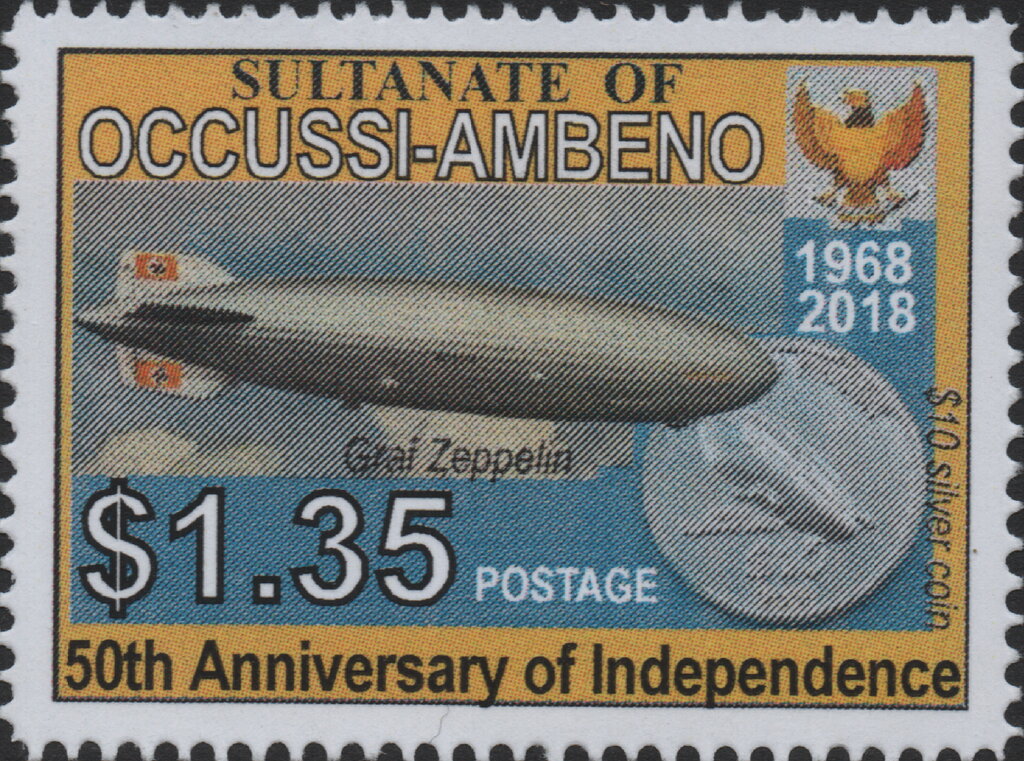 SULTANATE OF
OCCUSSI-AMBENO
1968
2018
Graf Zeppelin
$10 silver coin
$1.35 POSTAGE
50th Anniversary of Independence